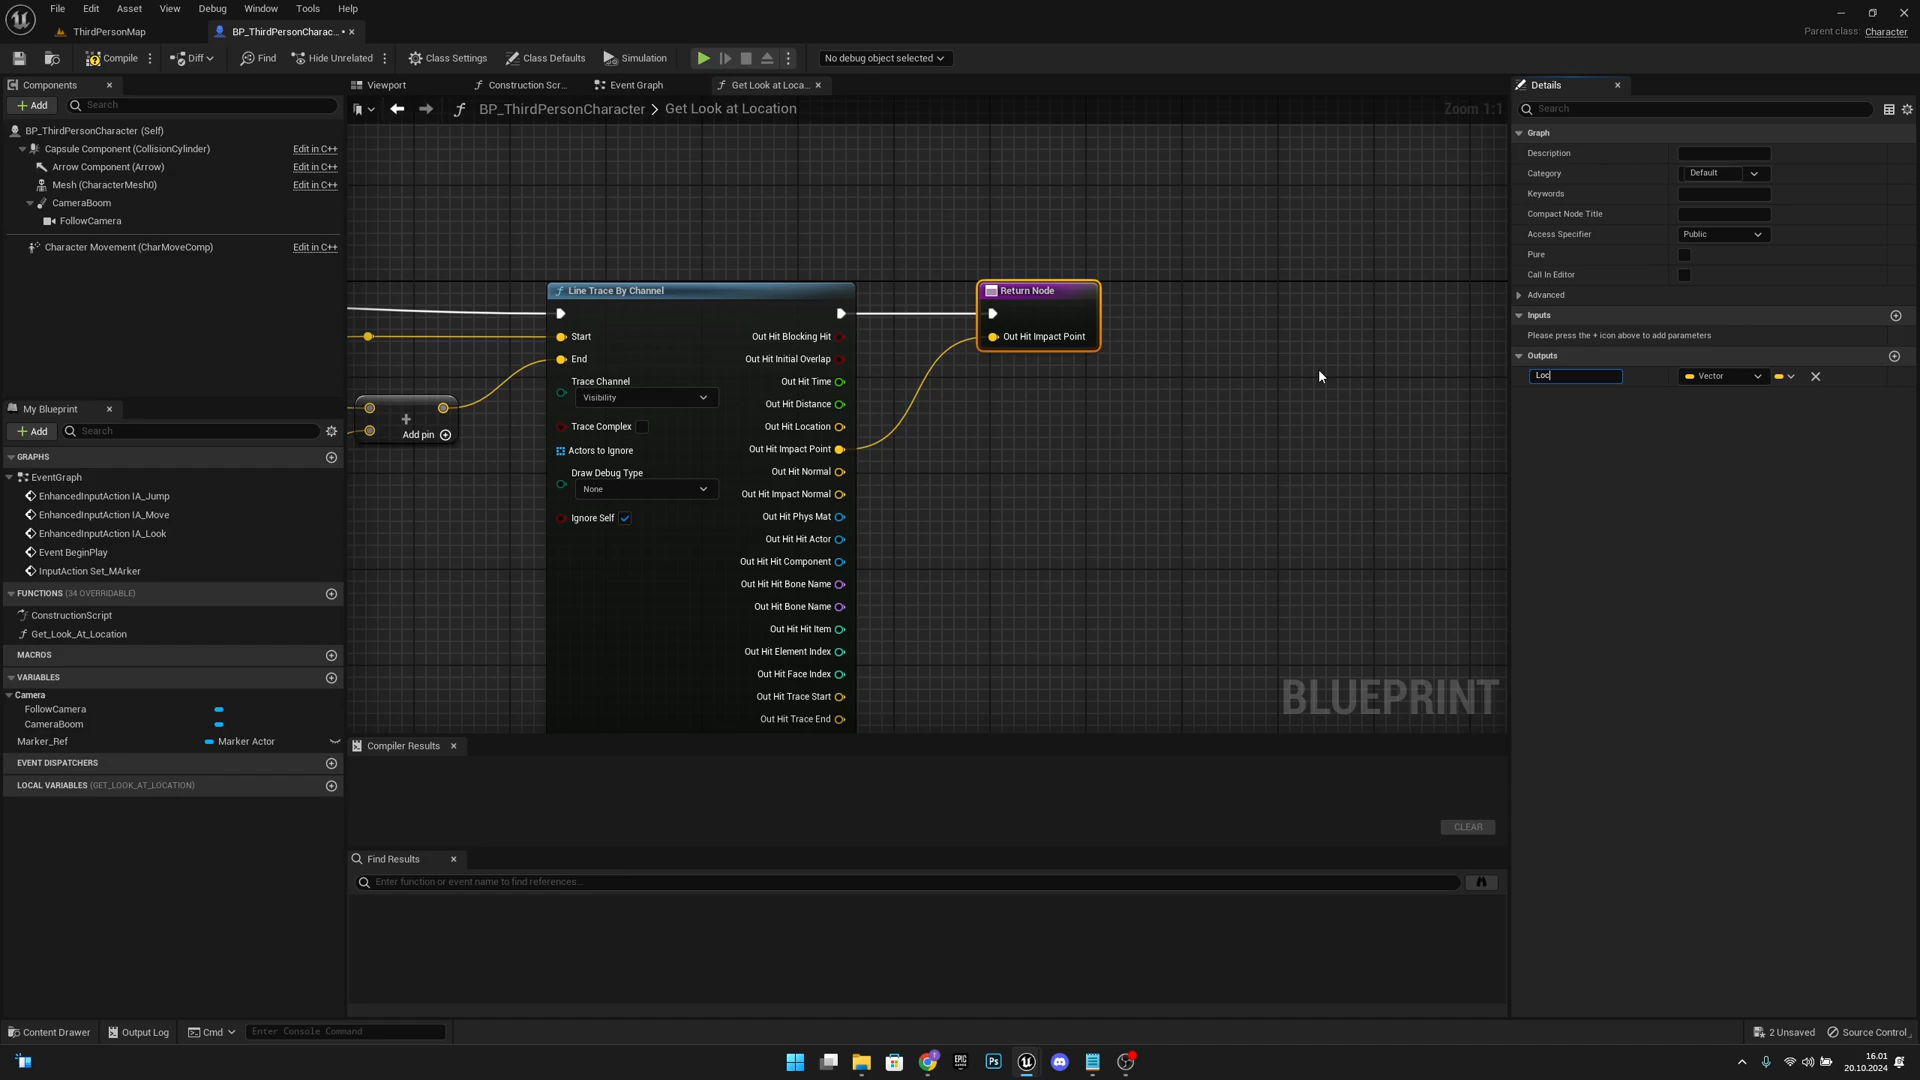 File Edit Asset View Debug Window Tools Help
ThirdPersonMap
BP_ThirdPersonCharac... •
Parent class: Character
Compile
Diff
Find
Hide Unrelated
Class Settings
Class Defaults
Simulation
No debug object selected
Components
Add
Search
BP_ThirdPersonCharacter (Self)
Capsule Component (CollisionCylinder) Edit in C++
Arrow Component (Arrow) Edit in C++
Mesh (CharacterMesh0) Edit in C++
CameraBoom
FollowCamera
Character Movement (CharMoveComp) Edit in C++
My Blueprint
Add
Search
GRAPHS
EventGraph
EnhancedInputAction IA_Jump
EnhancedInputAction IA_Move
EnhancedInputAction IA_Look
Event BeginPlay
InputAction Set_MArker
FUNCTIONS (34 OVERRIDABLE)
ConstructionScript
Get_Look_At_Location
MACROS
VARIABLES
Camera
FollowCamera
CameraBoom
Marker_Ref Marker Actor
EVENT DISPATCHERS
LOCAL VARIABLES (GET_LOOK_AT_LOCATION)
Viewport
Construction Scr...
Event Graph
Get Look at Loca...
BP_ThirdPersonCharacter > Get Look at Location
Zoom 1:1
Line Trace By Channel
Start
End
Trace Channel
Visibility
Trace Complex
Actors to Ignore
Draw Debug Type
None
Ignore Self
Out Hit Blocking Hit
Out Hit Initial Overlap
Out Hit Time
Out Hit Distance
Out Hit Location
Out Hit Impact Point
Out Hit Normal
Out Hit Impact Normal
Out Hit Phys Mat
Out Hit Hit Actor
Out Hit Hit Component
Out Hit Hit Bone Name
Out Hit Bone Name
Out Hit Hit Item
Out Hit Element Index
Out Hit Face Index
Out Hit Trace Start
Out Hit Trace End
Add pin
Return Node
Out Hit Impact Point
BLUEPRINT
Compiler Results
CLEAR
Find Results
Enter function or event name to find references...
Details
Search
Graph
Description
Category Default
Keywords
Compact Node Title
Access Specifier Public
Pure
Call In Editor
Advanced
Inputs
Please press the + icon above to add parameters
Outputs
Loc Vector
Content Drawer
Output Log
Cmd
Enter Console Command
2 Unsaved
Source Control
EPIC
Ps
16.01
20.10.2024